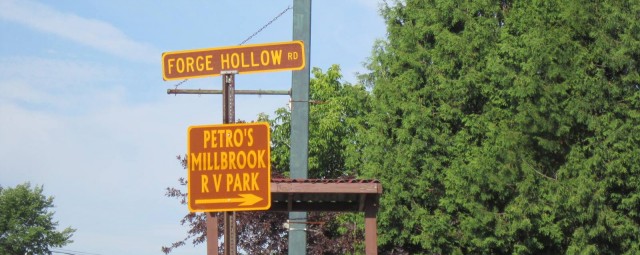 FORGE HOLLOW RD
PETRO'S
MILLBROOK
R V PARK